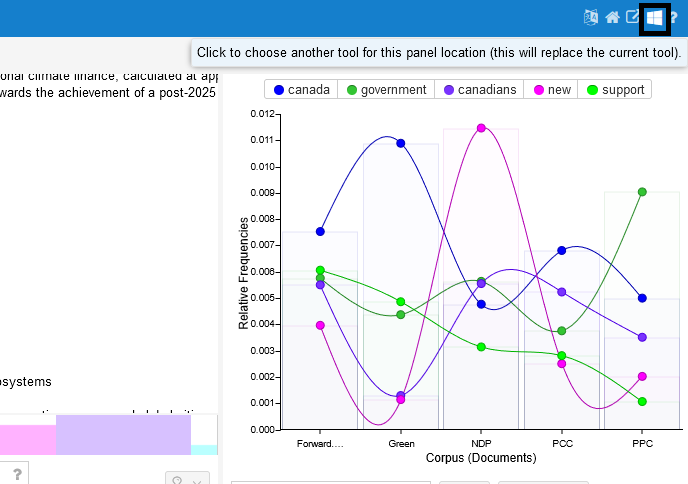 ?
Click to choose another tool for this panel location (this will replace the current tool).
onal climate finance, calculated at app
wards the achievement of a post-2025
osystems
?
canada government canadians new support
0.012
0.011
0.010
0.009
0.008
0.007
0.006
0.005
0.004
0.003
0.002
0.001
0.000
Relative Frequencies
Forward.... Green NDP PCC PPC
Corpus (Documents)